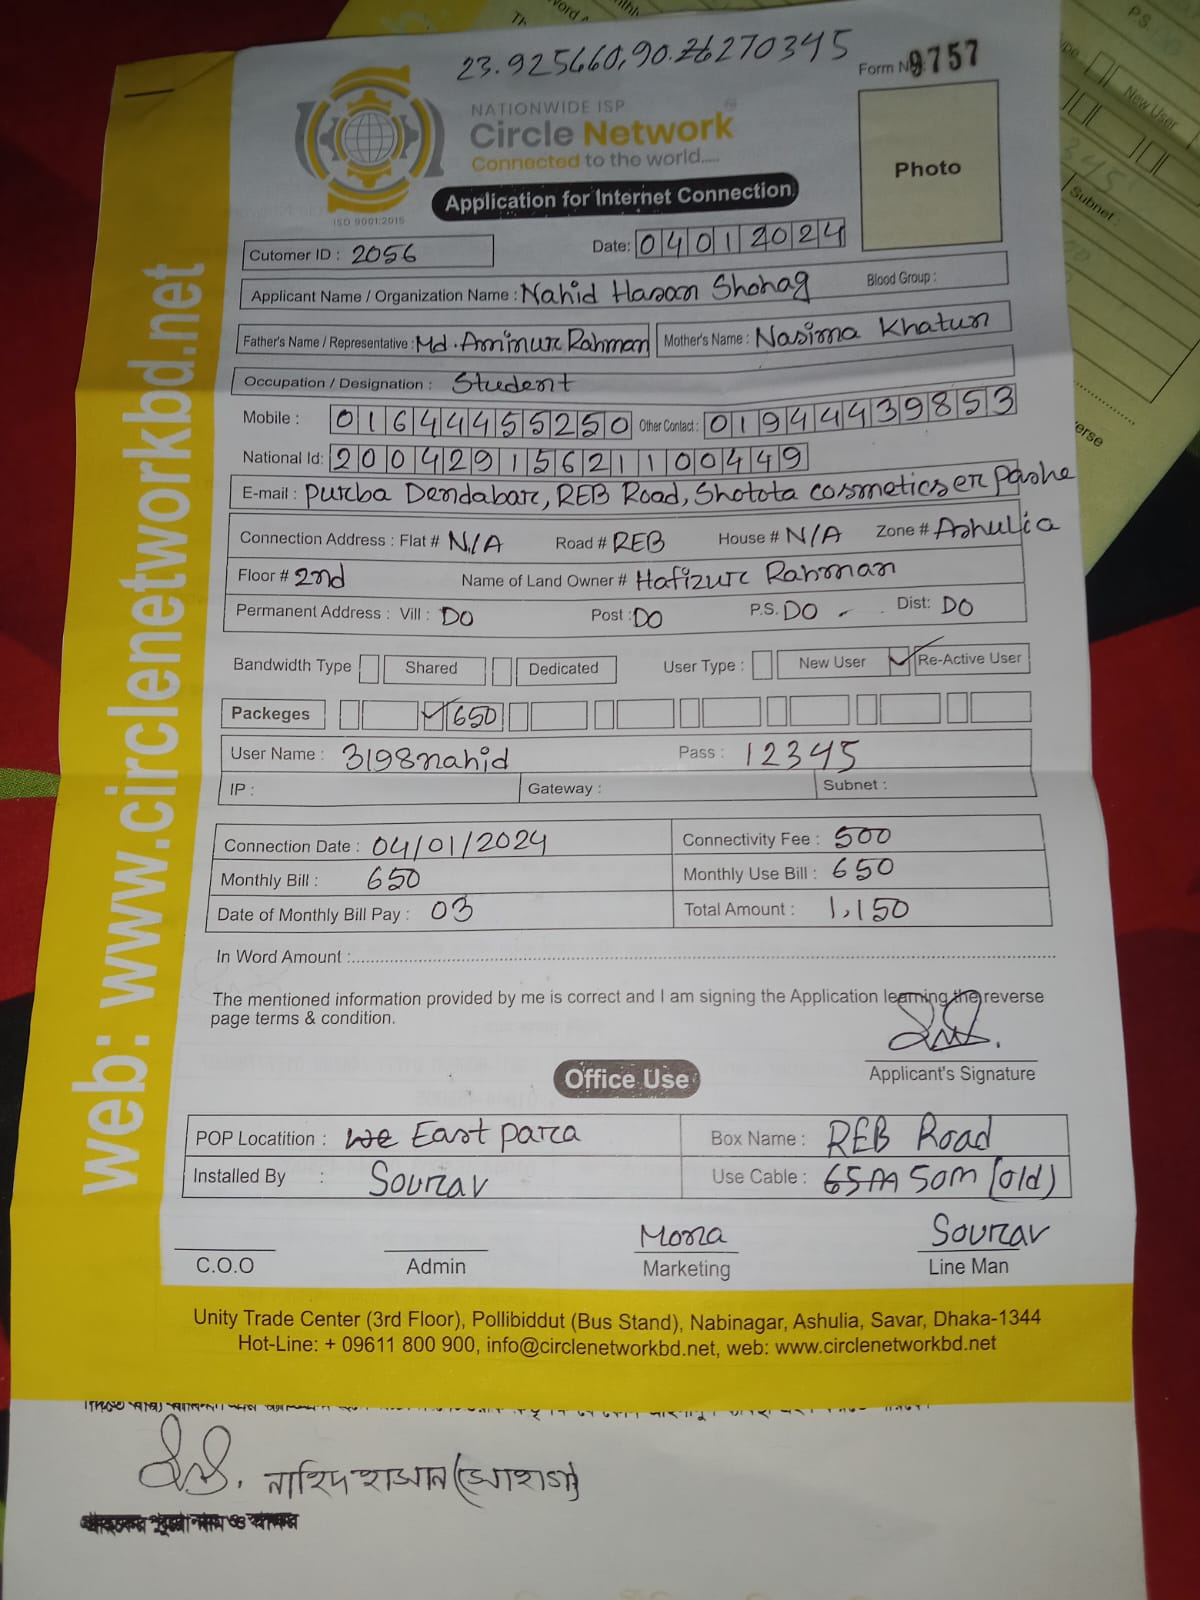 23.925660,90.26270345
Form No 9757
NATIONWIDE ISP
Circle Network
Connected to the world.....
ISO 9001:2015
Application for Internet Connection
Photo
Cutomer ID : 2056
Date: 04012024
Applicant Name / Organization Name : Nahid Hasan Shohag Blood Group :
Father's Name / Representative : Md. Aminur Rahman Mother's Name : Nasima Khatun
Occupation / Designation : Student
Mobile : 01644455250 Other Contact : 01944439853
National Id: 20042915621100449
E-mail : Purba Dendabar, REB Road, Shotota cosmetics er pashe
Connection Address : Flat # N/A Road # REB House # N/A Zone # Ashulia
Floor # 2nd Name of Land Owner # Hafizur Rahman
Permanent Address : Vill : DO Post : DO P.S. DO - Dist: DO
Bandwidth Type Shared Dedicated User Type : New User ✓ Re-Active User
Packeges ✓ 650
User Name : 3198nahid Pass : 12345
IP : Gateway : Subnet :
Connection Date : 04/01/2024 Connectivity Fee : 500
Monthly Bill : 650 Monthly Use Bill : 650
Date of Monthly Bill Pay : 03 Total Amount : 1,150
In Word Amount :
The mentioned information provided by me is correct and I am signing the Application learning the reverse
page terms & condition.
Applicant's Signature
Office Use
POP Locatition : East para Box Name : REB Road
Installed By : Sourav Use Cable : 50m (old)
Mona Sourav
C.O.O Admin Marketing Line Man
Unity Trade Center (3rd Floor), Pollibiddut (Bus Stand), Nabinagar, Ashulia, Savar, Dhaka-1344
Hot-Line: + 09611 800 900, info@circlenetworkbd.net, web: www.circlenetworkbd.net
web: www.circlenetworkbd.net
নাহিদ হাসান (সোহাগ)
New User
Subnet :